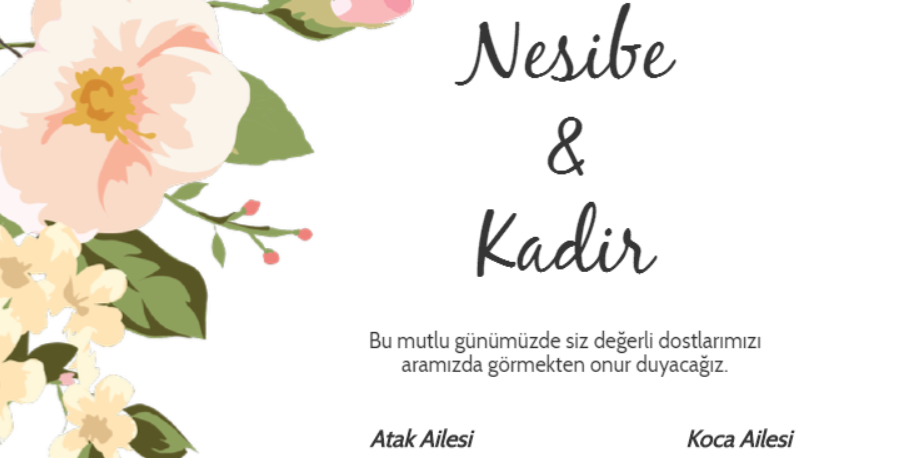 Nesibe
&
Kadir
Bu mutlu günümüzde siz değerli dostlarımızı
aramızda görmekten onur duyacağız.
Atak Ailesi Koca Ailesi